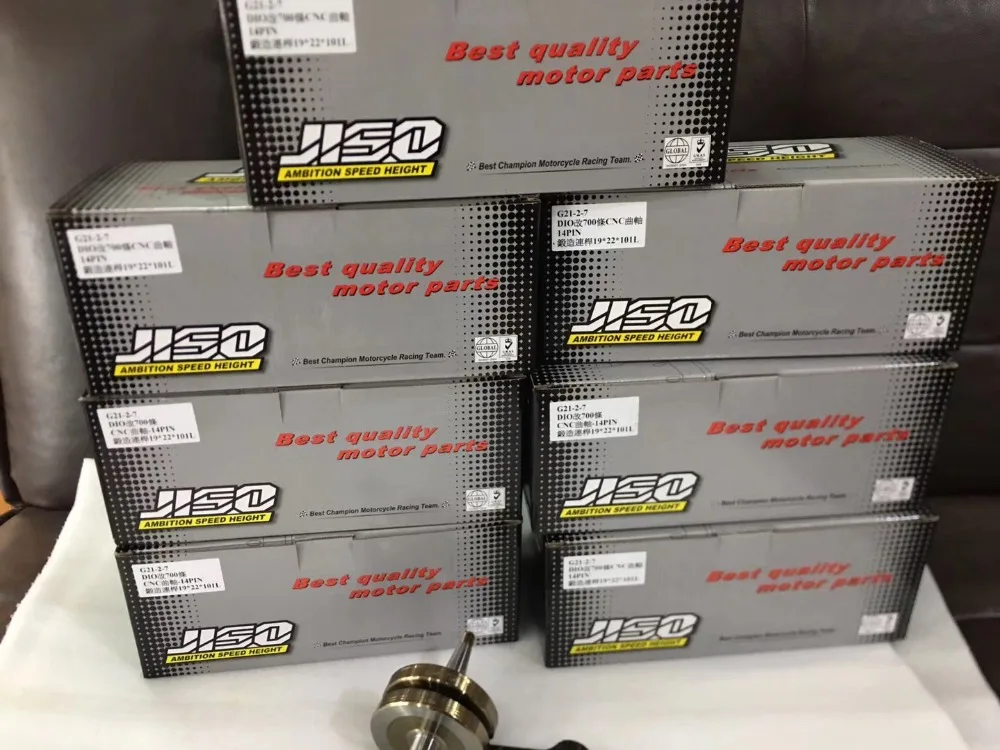 G21-2-7
DIO改700條CNC曲軸
14PIN
鍛造連桿19*22*101L
Best quality
motor parts
JISO
AMBITION SPEED HEIGHT
Best Champion Motorcycle Racing Team.
GLOBAL
UKAS
SPEED HEIGHT
G21-2-7
DIO改700條CNC曲軸
14PIN
鍛造連桿19*22*101L
Best quality
motor parts
JISO
AMBITION SPEED HEIGHT
Best Champion Motorcycle Racing Team.
GLOBAL
G21-2-7
DIO改700條CNC曲軸
14PIN
鍛造連桿19*22*101L
Best quality
motor parts
JISO
AMBITION SPEED HEIGHT
Best Champion Motorcycle Racing Team.
G21-2-7
DIO改700條
CNC曲軸-14PIN
鍛造連桿19*22*101L
Best quality
motor parts
JISO
AMBITION SPEED HEIGHT
Best Champion Motorcycle Racing Team.
GLOBAL
G21-2-7
DIO改700條
CNC曲軸-14PIN
鍛造連桿19*22*101L
Best quality
motor parts
JISO
AMBITION SPEED HEIGHT
Best Champion Motorcycle Racing Team.
G21-2-7
DIO改700條
CNC曲軸-14PIN
鍛造連桿19*22*101L
Best quality
motor parts
JISO
AMBITION SPEED HEIGHT
Best Champion Motorcycle Racing Team.
G21-2-7
DIO改700條CNC曲軸
14PIN
鍛造連桿19*22*101L
Best quality
motor parts
JISO
AMBITION SPEED HEIGHT
Best Champion Motorcycle Racing Team.